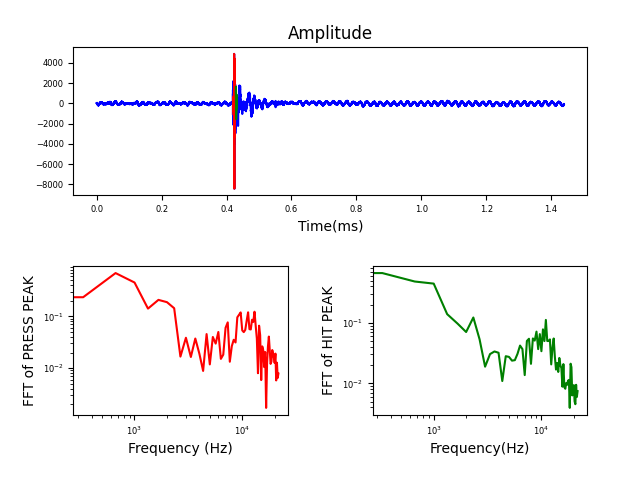 Amplitude
4000
2000
0
−2000
−4000
−6000
−8000
0.0 0.2 0.4 0.6 0.8 1.0 1.2 1.4
Time(ms)
FFT of PRESS PEAK
10⁻¹
10⁻²
10³ 10⁴
Frequency (Hz)
FFT of HIT PEAK
10⁻¹
10⁻²
10³ 10⁴
Frequency(Hz)